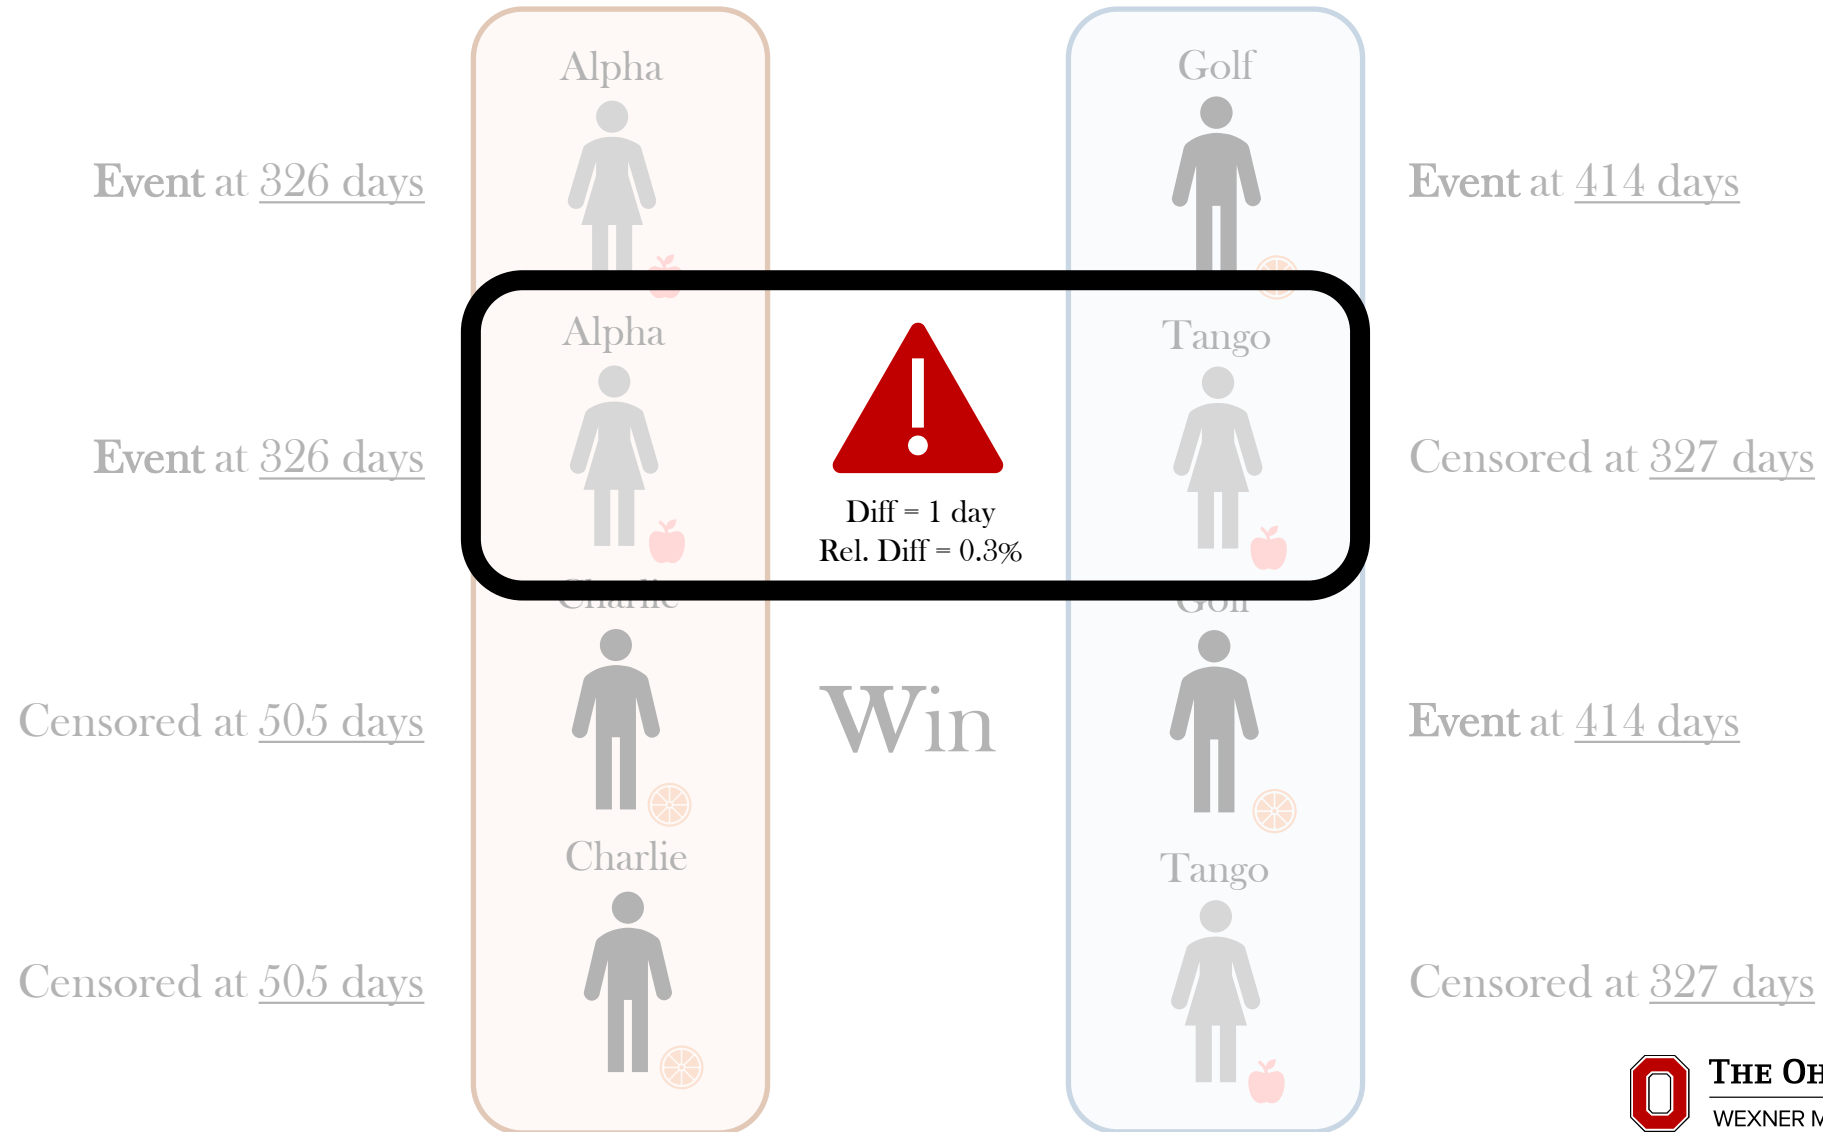 Alpha
Golf
Event at 326 days
Event at 414 days
Alpha
Tango
Event at 326 days
Censored at 327 days
Diff = 1 day
Rel. Diff = 0.3%
Charlie
Golf
Censored at 505 days
Win
Event at 414 days
Charlie
Tango
Censored at 505 days
Censored at 327 days
THE OH
WEXNER M